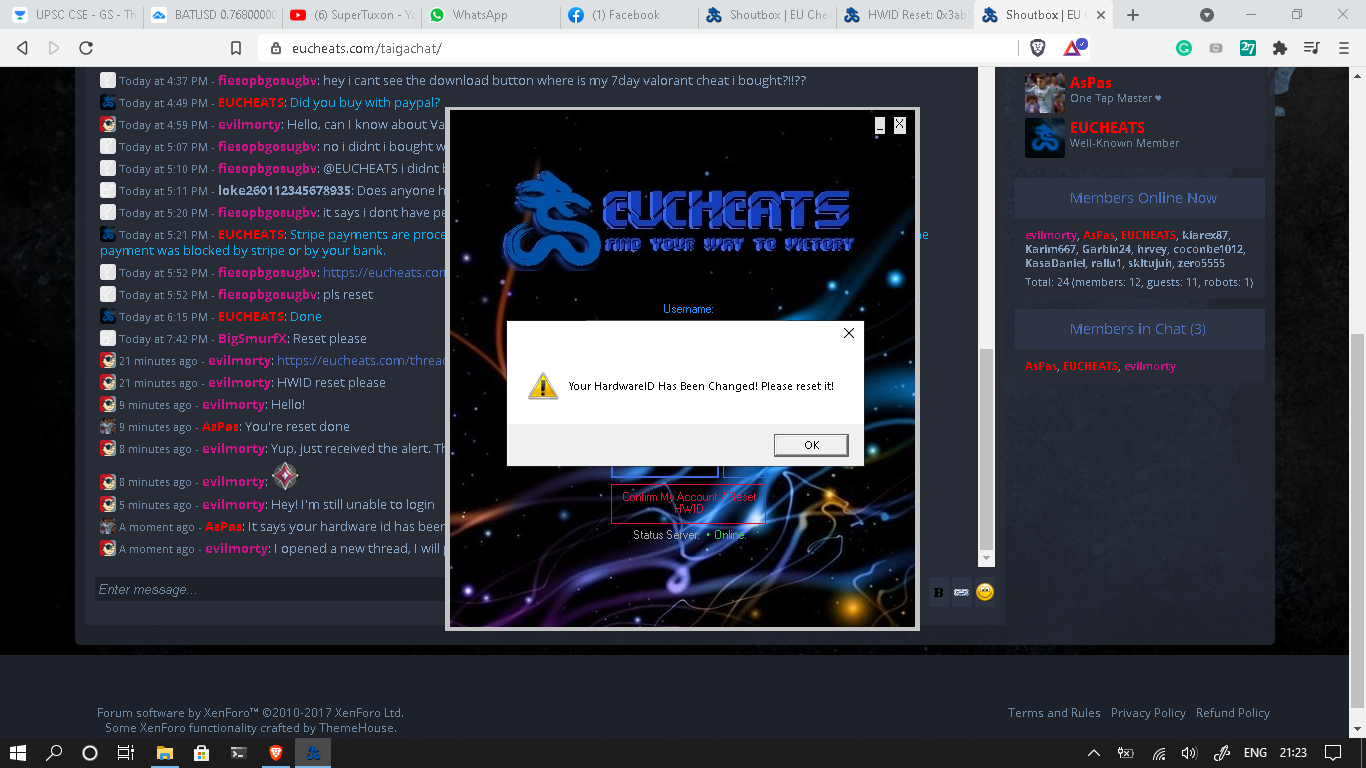 UPSC CSE - GS - Th
BATUSD 0.76800000
(6) SuperTuxon - Yo
WhatsApp
(1) Facebook
Shoutbox | EU Chea
HWID Reset: 0x3ab
Shoutbox | EU C
eucheats.com/taigachat/
27
Today at 4:37 PM - fiesopbgosugbv: hey i cant see the download button where is my 7day valorant cheat i bought?!!??
Today at 4:49 PM - EUCHEATS: Did you buy with paypal?
Today at 4:59 PM - evilmorty: Hello, can I know about Va
Today at 5:07 PM - fiesopbgosugbv: no i didnt i bought w
Today at 5:10 PM - fiesopbgosugbv: @EUCHEATS i didnt b
Today at 5:11 PM - loke260112345678935: Does anyone h
Today at 5:20 PM - fiesopbgosugbv: it says i dont have pe
Today at 5:21 PM - EUCHEATS: Stripe payments are proce
payment was blocked by stripe or by your bank.
Today at 5:52 PM - fiesopbgosugbv: https://eucheats.com
Today at 5:52 PM - fiesopbgosugbv: pls reset
Today at 6:15 PM - EUCHEATS: Done
Today at 7:42 PM - BigSmurfX: Reset please
21 minutes ago - evilmorty: https://eucheats.com/thread
21 minutes ago - evilmorty: HWID reset please
9 minutes ago - evilmorty: Hello!
9 minutes ago - AsPas: You're reset done
8 minutes ago - evilmorty: Yup, just received the alert. Th
8 minutes ago - evilmorty:
5 minutes ago - evilmorty: Hey! I'm still unable to login
A moment ago - AsPas: It says your hardware id has been
A moment ago - evilmorty: I opened a new thread, I will p
Enter message...
B
_ X
EUCHEATS
FIND YOUR WAY TO VICTORY
Username:
Your HardwareID Has Been Changed! Please reset it!
OK
Confirm My Account / Reset
HWID
Status Server: • Online.
AsPas
One Tap Master ♥
EUCHEATS
Well-Known Member
Members Online Now
evilmorty, AsPas, EUCHEATS, kiarex87,
Karim667, Garbin24, hrvey, coconbe1012,
KasaDaniel, rallu1, skitujuh, zero5555
Total: 24 (members: 12, guests: 11, robots: 1)
Members in Chat (3)
AsPas, EUCHEATS, evilmorty
Forum software by XenForo™ ©2010-2017 XenForo Ltd.
Some XenForo functionality crafted by ThemeHouse.
Terms and Rules Privacy Policy Refund Policy
ENG 21:23